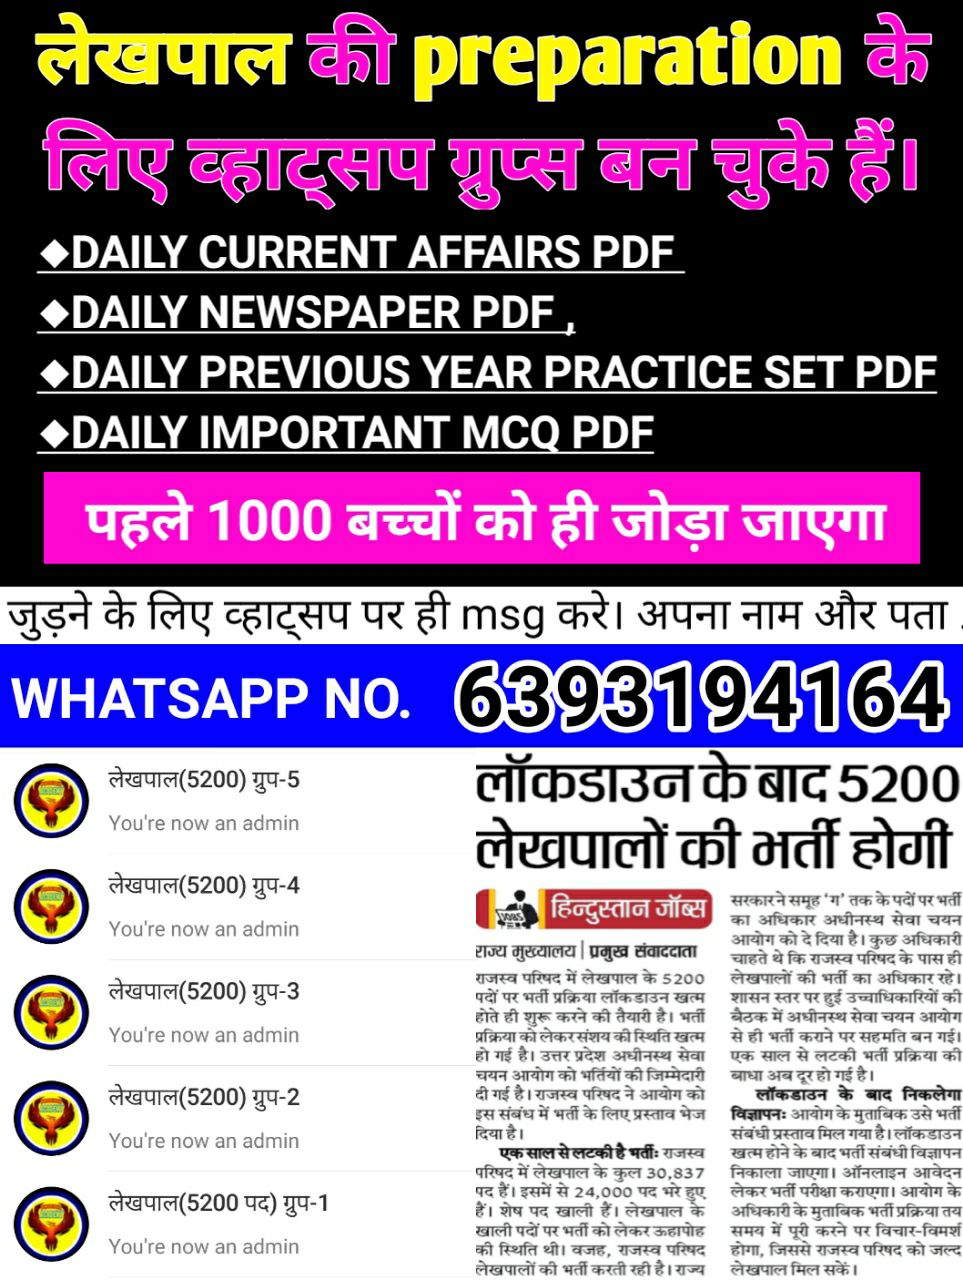 लेखपाल की preparation के
लिए व्हाट्सप ग्रुप्स बन चुके हैं।
◆DAILY CURRENT AFFAIRS PDF
◆DAILY NEWSPAPER PDF ,
◆DAILY PREVIOUS YEAR PRACTICE SET PDF
◆DAILY IMPORTANT MCQ PDF
पहले 1000 बच्चों को ही जोड़ा जाएगा
जुड़ने के लिए व्हाट्सप पर ही msg करे। अपना नाम और पता .
WHATSAPP NO. 6393194164
लेखपाल(5200) ग्रुप-5
You're now an admin
लेखपाल(5200) ग्रुप-4
You're now an admin
लेखपाल(5200) ग्रुप-3
You're now an admin
लेखपाल(5200) ग्रुप-2
You're now an admin
लेखपाल(5200 पद) ग्रुप-1
You're now an admin
लॉकडाउन के बाद 5200
लेखपालों की भर्ती होगी
JOBS हिन्दुस्तान जॉब्स
राज्य मुख्यालय | प्रमुख संवाददाता
राजस्व परिषद में लेखपाल के 5200
पदों पर भर्ती प्रक्रिया लॉकडाउन खत्म
होते ही शुरू करने की तैयारी है। भर्ती
प्रक्रिया को लेकर संशय की स्थिति खत्म
हो गई है। उत्तर प्रदेश अधीनस्थ सेवा
चयन आयोग को भर्तियों की जिम्मेदारी
दी गई है। राजस्व परिषद ने आयोग को
इस संबंध में भर्ती के लिए प्रस्ताव भेज
दिया है।
एक साल से लटकी है भर्ती: राजस्व
परिषद में लेखपाल के कुल 30,837
पद हैं। इसमें से 24,000 पद भरे हुए
हैं। शेष पद खाली हैं। लेखपाल के
खाली पदों पर भर्ती को लेकर ऊहापोह
की स्थिति थी। वजह, राजस्व परिषद
लेखपालों की भर्ती करती रही है। राज्य
सरकार ने समूह 'ग' तक के पदों पर भर्ती
का अधिकार अधीनस्थ सेवा चयन
आयोग को दे दिया है। कुछ अधिकारी
चाहते थे कि राजस्व परिषद के पास ही
लेखपालों की भर्ती का अधिकार रहे।
शासन स्तर पर हुई उच्चाधिकारियों की
बैठक में अधीनस्थ सेवा चयन आयोग
से ही भर्ती कराने पर सहमति बन गई।
एक साल से लटकी भर्ती प्रक्रिया की
बाधा अब दूर हो गई है।
लॉकडाउन के बाद निकलेगा
विज्ञापन: आयोग के मुताबिक उसे भर्ती
संबंधी प्रस्ताव मिल गया है। लॉकडाउन
खत्म होने के बाद भर्ती संबंधी विज्ञापन
निकाला जाएगा। ऑनलाइन आवेदन
लेकर भर्ती परीक्षा कराएगा। आयोग के
अधिकारी के मुताबिक भर्ती प्रक्रिया तय
समय में पूरी करने पर विचार-विमर्श
होगा, जिससे राजस्व परिषद को जल्द
लेखपाल मिल सकें।